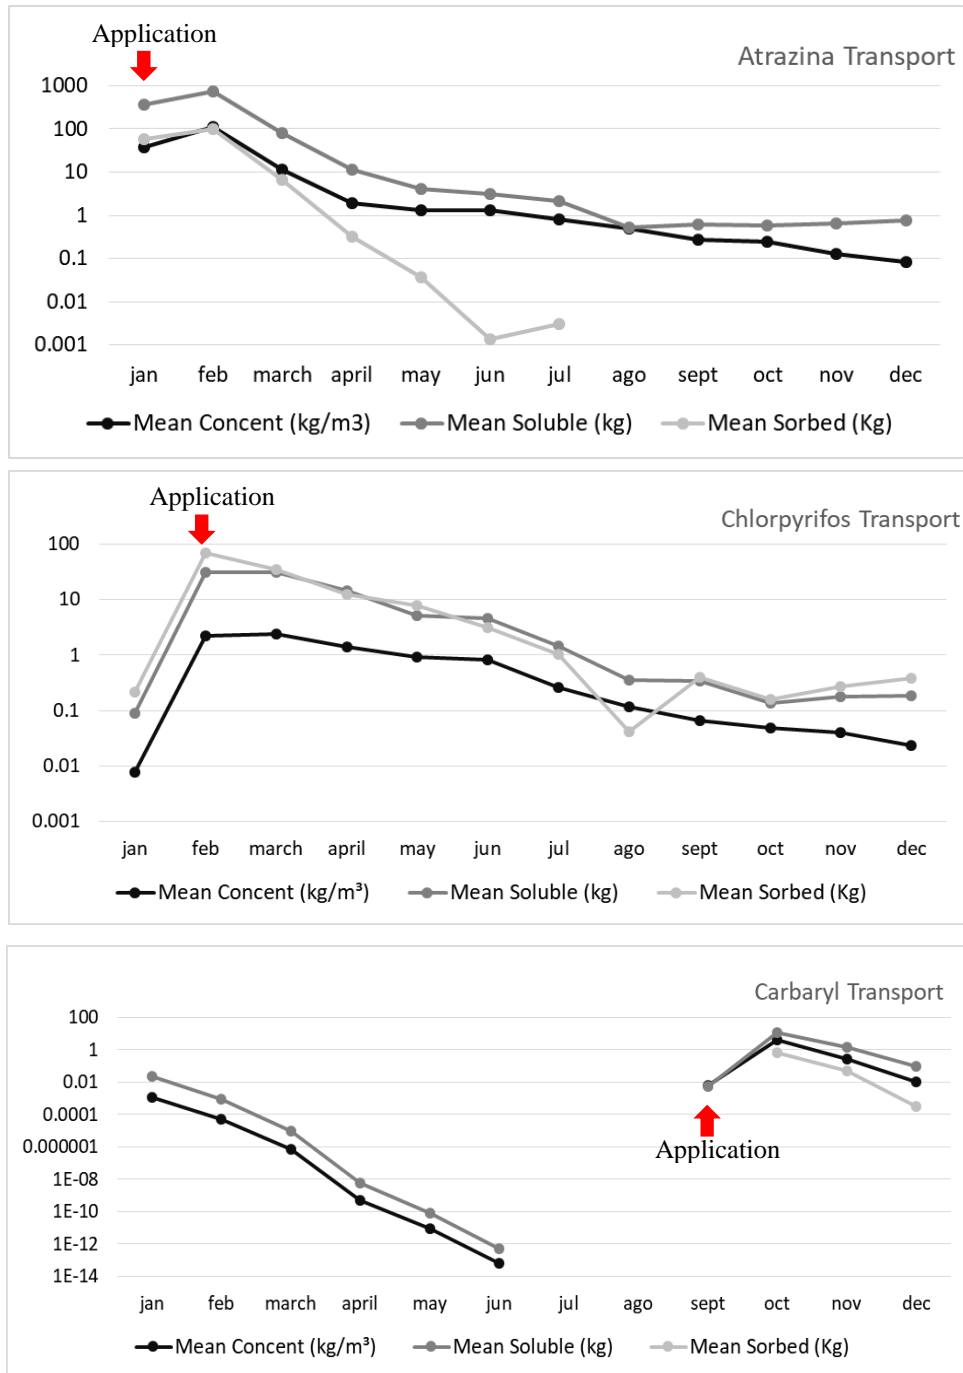 Application
Atrazina Transport
1000
100
10
1
0.1
0.01
0.001
jan feb march april may jun jul ago sept oct nov dec
Mean Concent (kg/m3) Mean Soluble (kg) Mean Sorbed (Kg)
Application
Chlorpyrifos Transport
100
10
1
0.1
0.01
0.001
jan feb march april may jun jul ago sept oct nov dec
Mean Concent (kg/m³) Mean Soluble (kg) Mean Sorbed (Kg)
Carbaryl Transport
100
1
0.01
0.0001
0.000001
1E-08
1E-10
1E-12
1E-14
Application
jan feb march april may jun jul ago sept oct nov dec
Mean Concent (kg/m³) Mean Soluble (kg) Mean Sorbed (Kg)